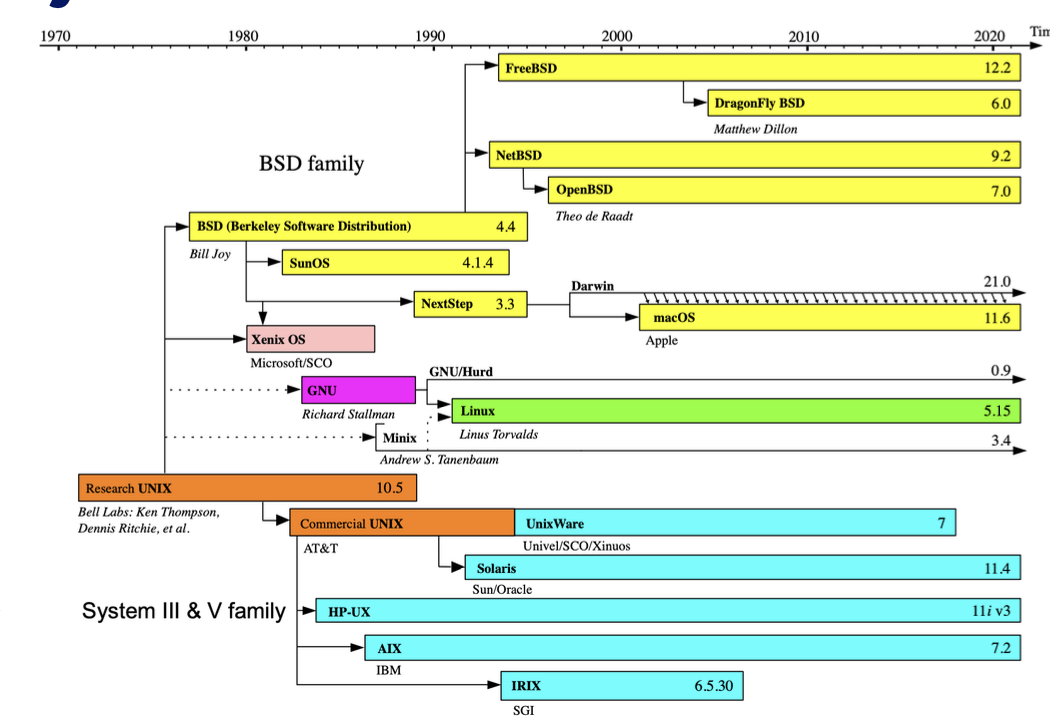 1970 1980 1990 2000 2010 2020
FreeBSD 12.2
DragonFly BSD 6.0
Matthew Dillon
BSD family
NetBSD 9.2
OpenBSD 7.0
Theo de Raadt
BSD (Berkeley Software Distribution) 4.4
Bill Joy
SunOS 4.1.4
Darwin 21.0
NextStep 3.3
macOS 11.6
Apple
Xenix OS
Microsoft/SCO
GNU/Hurd 0.9
GNU
Richard Stallman
Linux 5.15
Linus Torvalds
Minix 3.4
Andrew S. Tanenbaum
Research UNIX 10.5
Bell Labs: Ken Thompson,
Dennis Ritchie, et al.
Commercial UNIX
AT&T
UnixWare 7
Univel/SCO/Xinuos
Solaris 11.4
Sun/Oracle
System III & V family
HP-UX 11i v3
AIX 7.2
IBM
IRIX 6.5.30
SGI